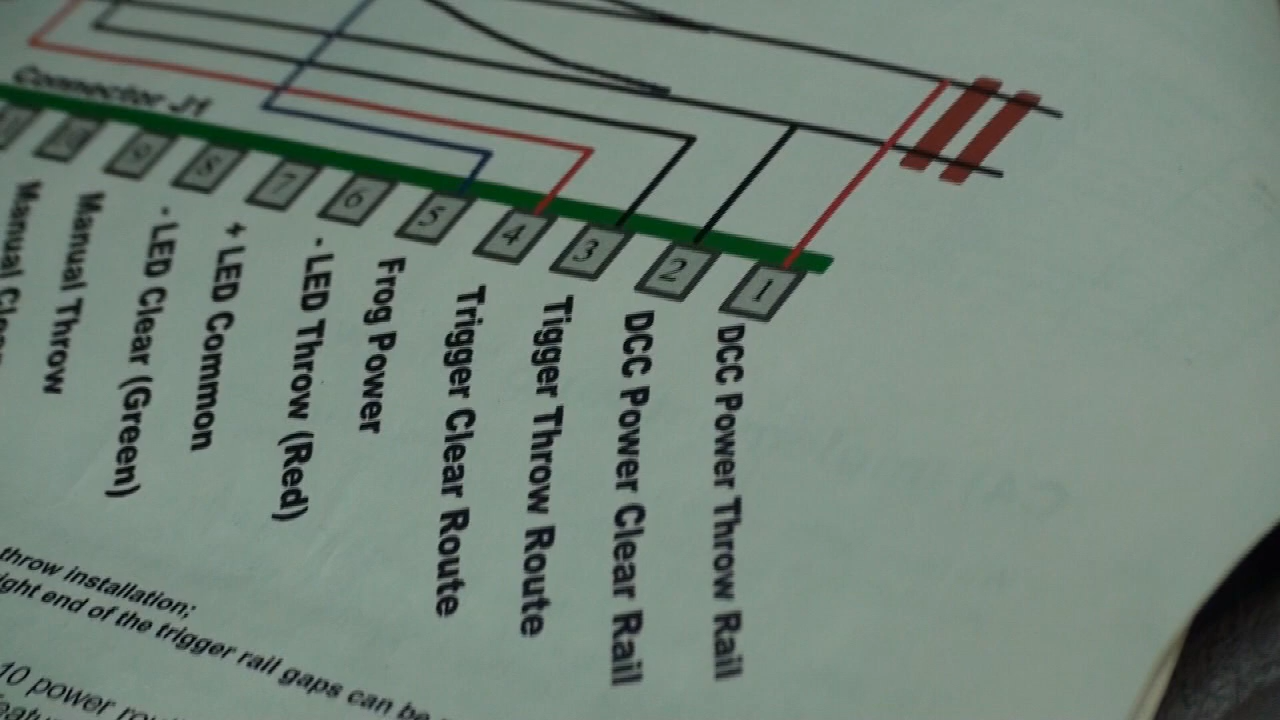 Connector J1
1
2
3
4
5
6
7
8
9
10
DCC Power Throw Rail
DCC Power Clear Rail
Tigger Throw Route
Trigger Clear Route
Frog Power
- LED Throw (Red)
+ LED Common
- LED Clear (Green)
Manual Throw
Manual
throw installation;
end of the trigger rail gaps can be
10 power